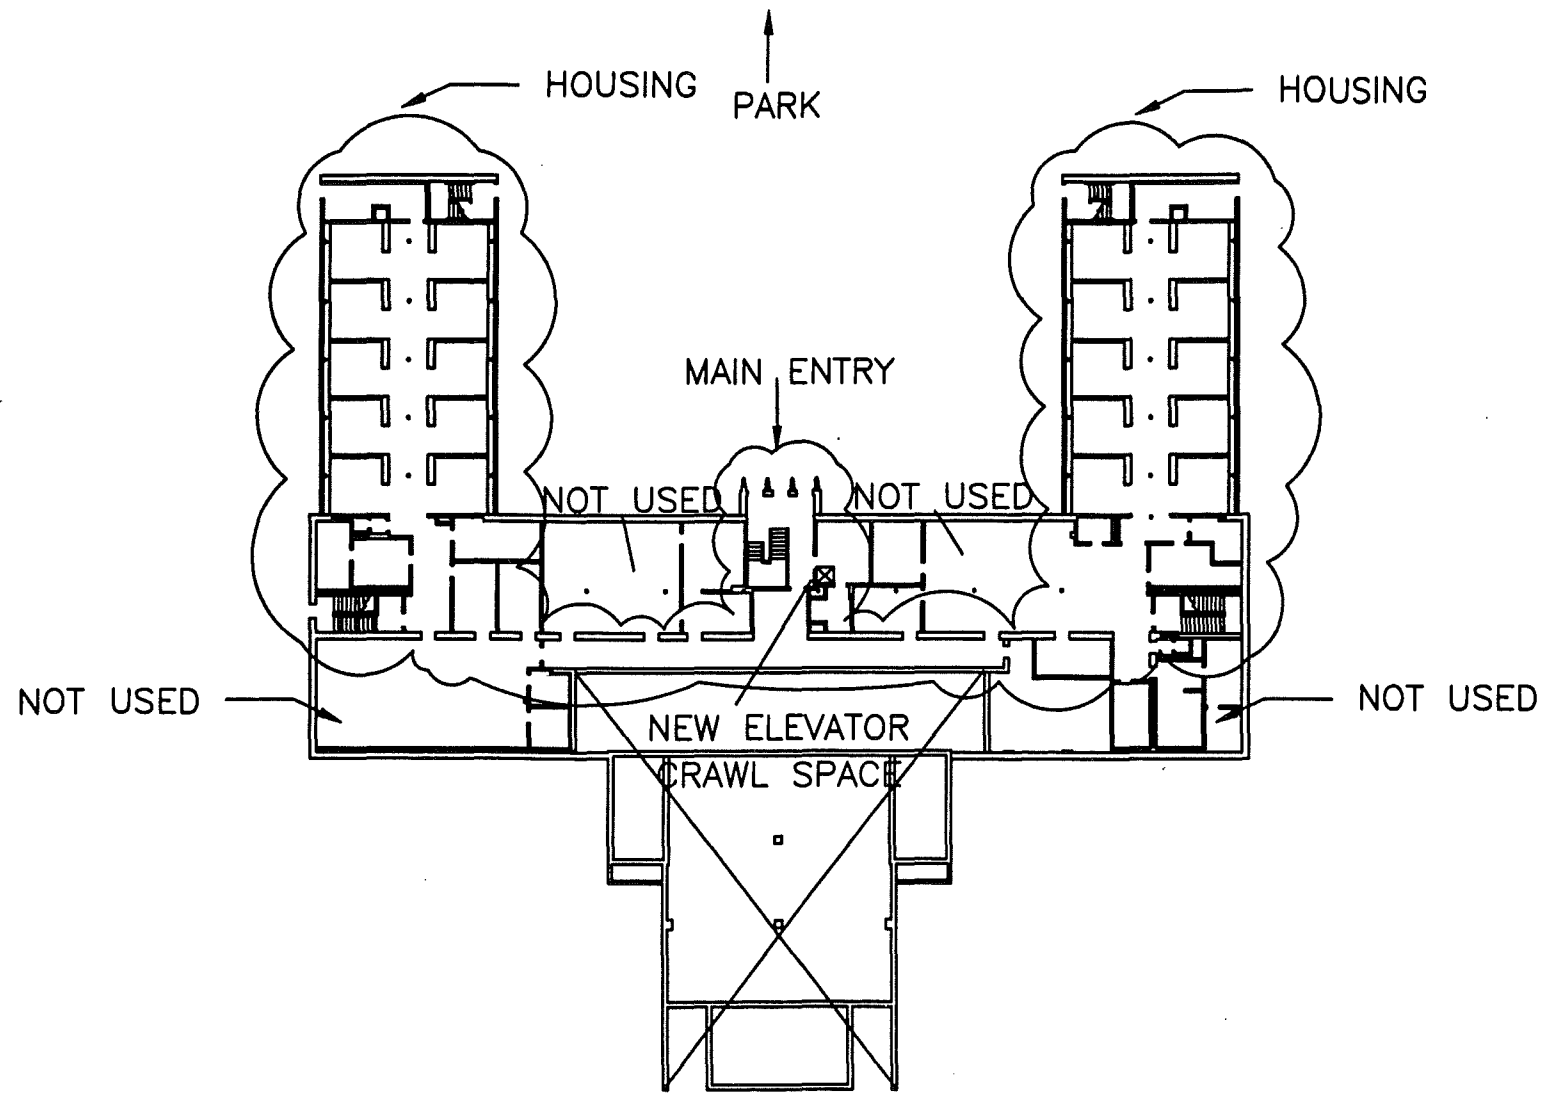 HOUSING
PARK
HOUSING
MAIN ENTRY
NOT USED
NOT USED
NOT USED
NEW ELEVATOR
NOT USED
CRAWL SPACE